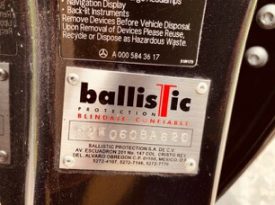 Navigation Display
Back-lit Instruments
Remove Devices Before Vehicle Disposal.
Upon Removal of Devices Please Reuse,
Recycle or Dispose as Hazardous Waste.
A 000 584 36 17
ballistic
PROTECTION
BLINDAJE CONFIABLE
BALLISTIC PROTECTION S.A. DE C.V.
AV. ESCUADRON 201 No. 147 COL. CRISTO REY
DEL. ALVARO OBREGON C.P. 01150, MEXICO, D.F.